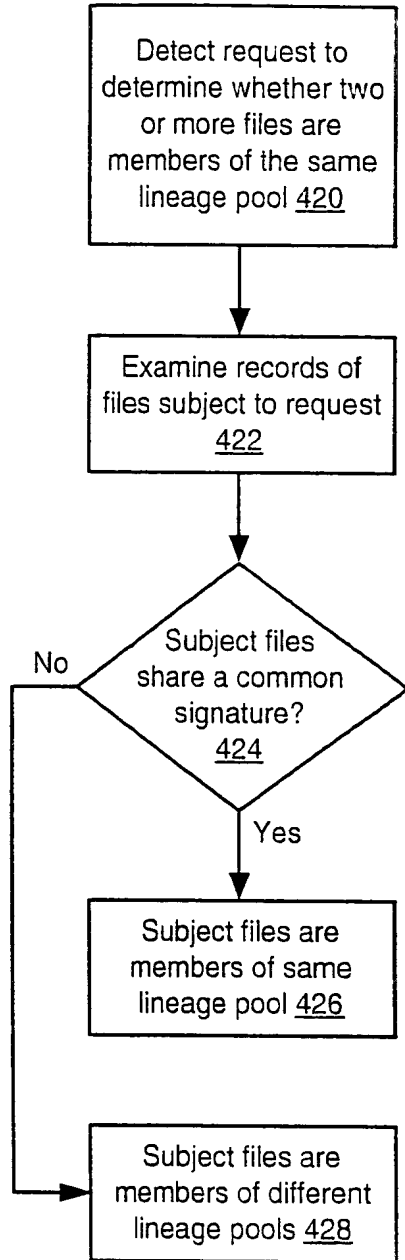 Detect request to
determine whether two
or more files are
members of the same
lineage pool 420
Examine records of
files subject to request
422
Subject files
share a common
signature?
424
No
Yes
Subject files are
members of same
lineage pool 426
Subject files are
members of different
lineage pools 428